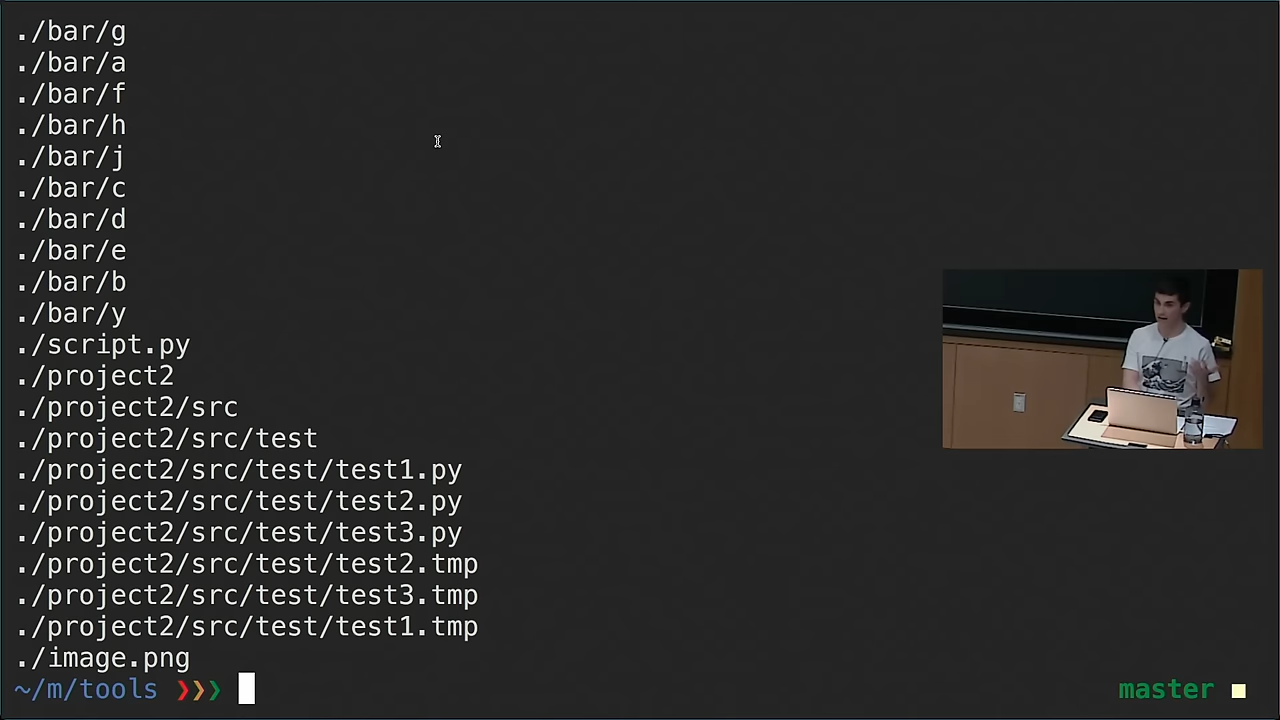 ./bar/g
./bar/a
./bar/f
./bar/h
./bar/j
./bar/c
./bar/d
./bar/e
./bar/b
./bar/y
./script.py
./project2
./project2/src
./project2/src/test
./project2/src/test/test1.py
./project2/src/test/test2.py
./project2/src/test/test3.py
./project2/src/test/test2.tmp
./project2/src/test/test3.tmp
./project2/src/test/test1.tmp
./image.png
~/m/tools ❯❯❯ master